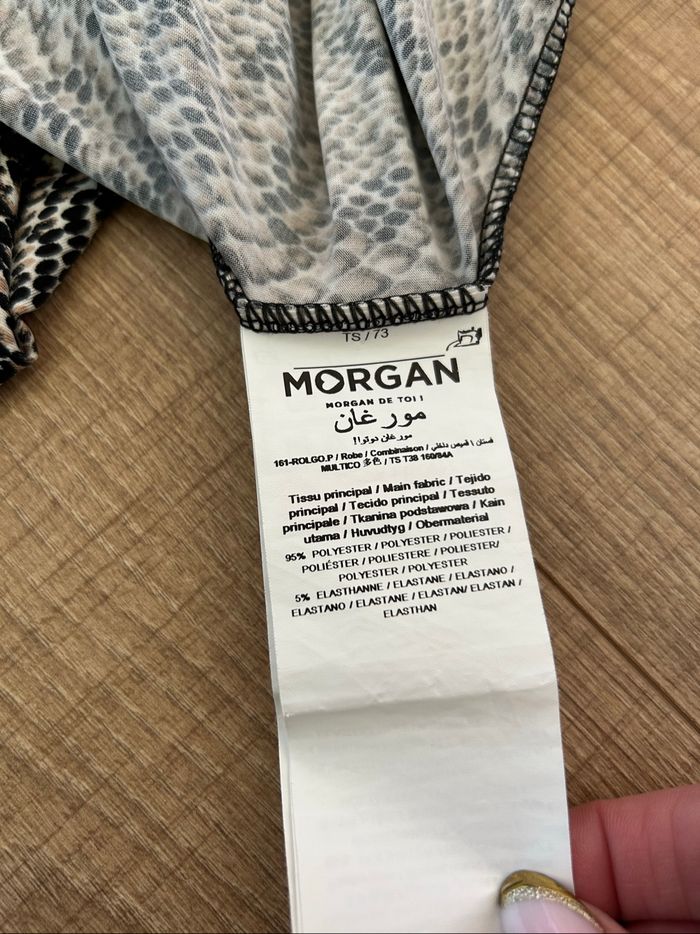 TS / 73
MORGAN
MORGAN DE TOI !
مورغان
مورغان دوتوا!
161-ROLGO.P / Robe / Combinaison / فستان \ قميص داخلي
MULTICO 多色 / TS T38 160/84A
Tissu principal / Main fabric / Tejido
principal / Tecido principal / Tessuto
principale / Tkanina podstawowa / Kain
utama / Huvudtyg / Obermaterial
95% POLYESTER / POLYESTER / POLIESTER /
POLIÉSTER / POLIESTERE / POLIESTER/
POLYESTER / POLYESTER
5% ELASTHANNE / ELASTANE / ELASTANO /
ELASTANO / ELASTANE / ELASTAN/ ELASTAN /
ELASTHAN